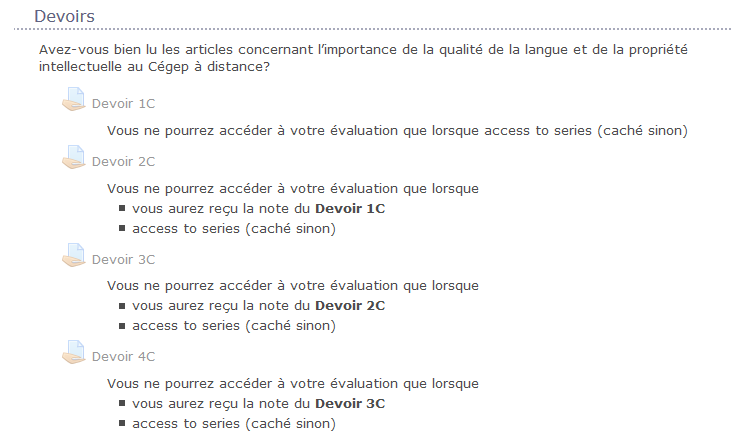 Devoirs
Avez-vous bien lu les articles concernant l'importance de la qualité de la langue et de la propriété
intellectuelle au Cégep à distance?
Devoir 1C
Vous ne pourrez accéder à votre évaluation que lorsque access to series (caché sinon)
Devoir 2C
Vous ne pourrez accéder à votre évaluation que lorsque
vous aurez reçu la note du Devoir 1C
access to series (caché sinon)
Devoir 3C
Vous ne pourrez accéder à votre évaluation que lorsque
vous aurez reçu la note du Devoir 2C
access to series (caché sinon)
Devoir 4C
Vous ne pourrez accéder à votre évaluation que lorsque
vous aurez reçu la note du Devoir 3C
access to series (caché sinon)